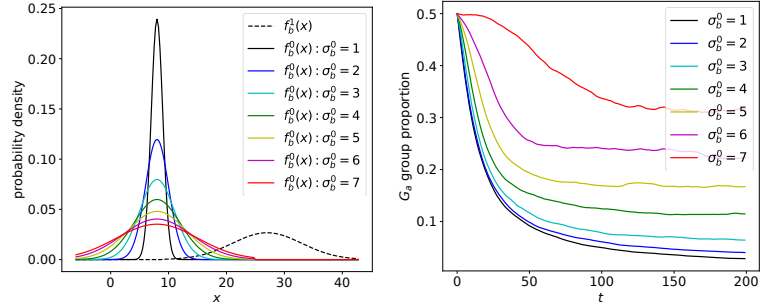 0.25
0.20
0.15
0.10
0.05
0.00
probability density
0
10
20
30
40
x
f_b^1(x)
f_b^0(x) : σ_b^0 = 1
f_b^0(x) : σ_b^0 = 2
f_b^0(x) : σ_b^0 = 3
f_b^0(x) : σ_b^0 = 4
f_b^0(x) : σ_b^0 = 5
f_b^0(x) : σ_b^0 = 6
f_b^0(x) : σ_b^0 = 7
0.5
0.4
0.3
0.2
0.1
G_a group proportion
0
50
100
150
200
t
σ_b^0 = 1
σ_b^0 = 2
σ_b^0 = 3
σ_b^0 = 4
σ_b^0 = 5
σ_b^0 = 6
σ_b^0 = 7